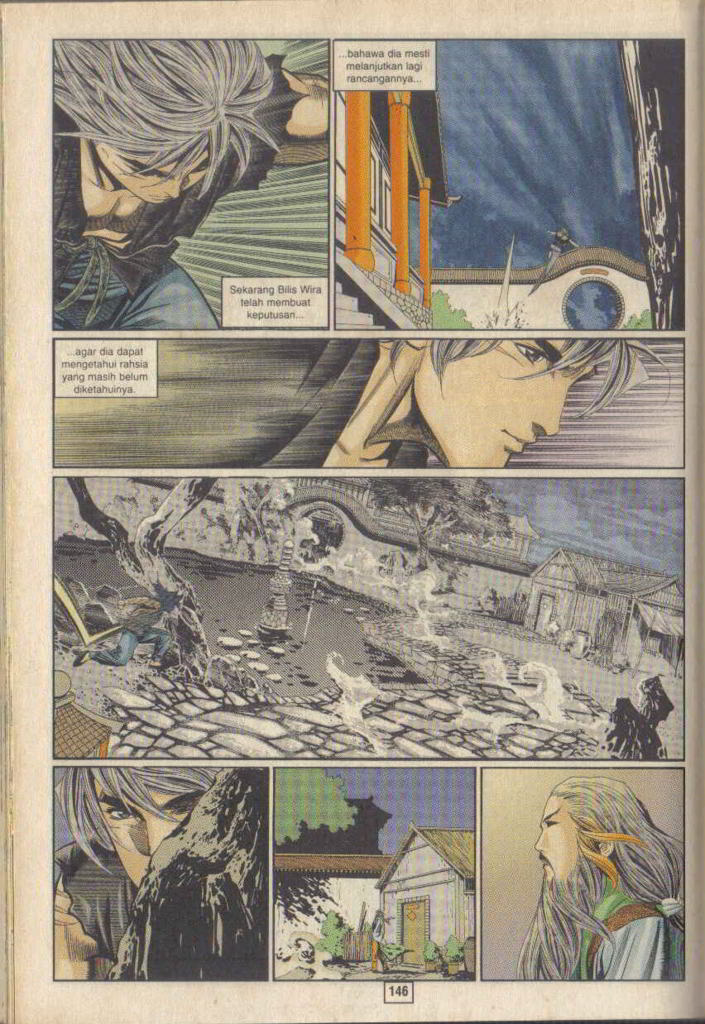 Sekarang Bilis Wira
telah membuat
keputusan...
...bahawa dia mesti
melanjutkan lagi
rancangannya...
...agar dia dapat
mengetahui rahsia
yang masih belum
diketahuinya.
146